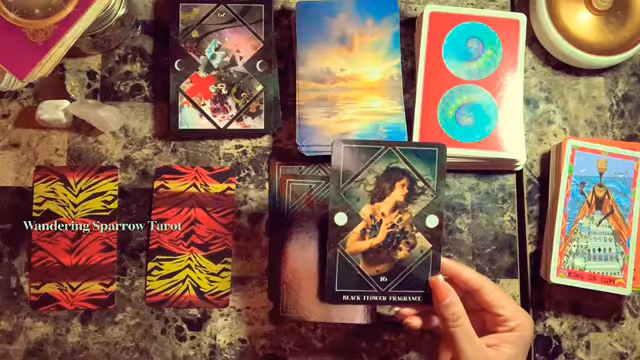 Wandering Sparrow Tarot
16
BLACK FLOWER FRAGRANCE
KING OF CUPS